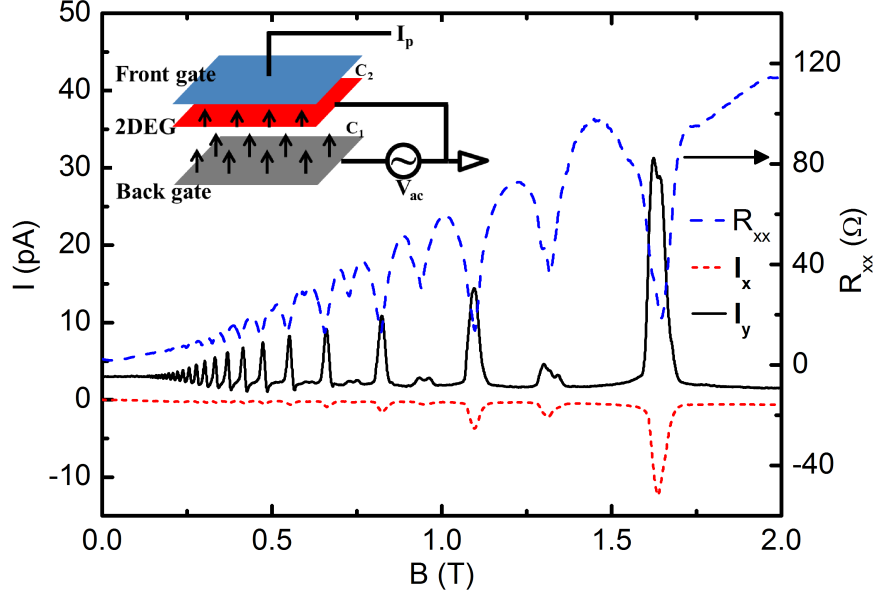 50
40
30
20
10
0
-10
I (pA)
120
80
40
0
-40
Rxx (Ω)
Ip
Front gate
C2
2DEG
C1
Back gate
Vac
Rxx
Ix
Iy
0.0
0.5
1.0
1.5
2.0
B (T)